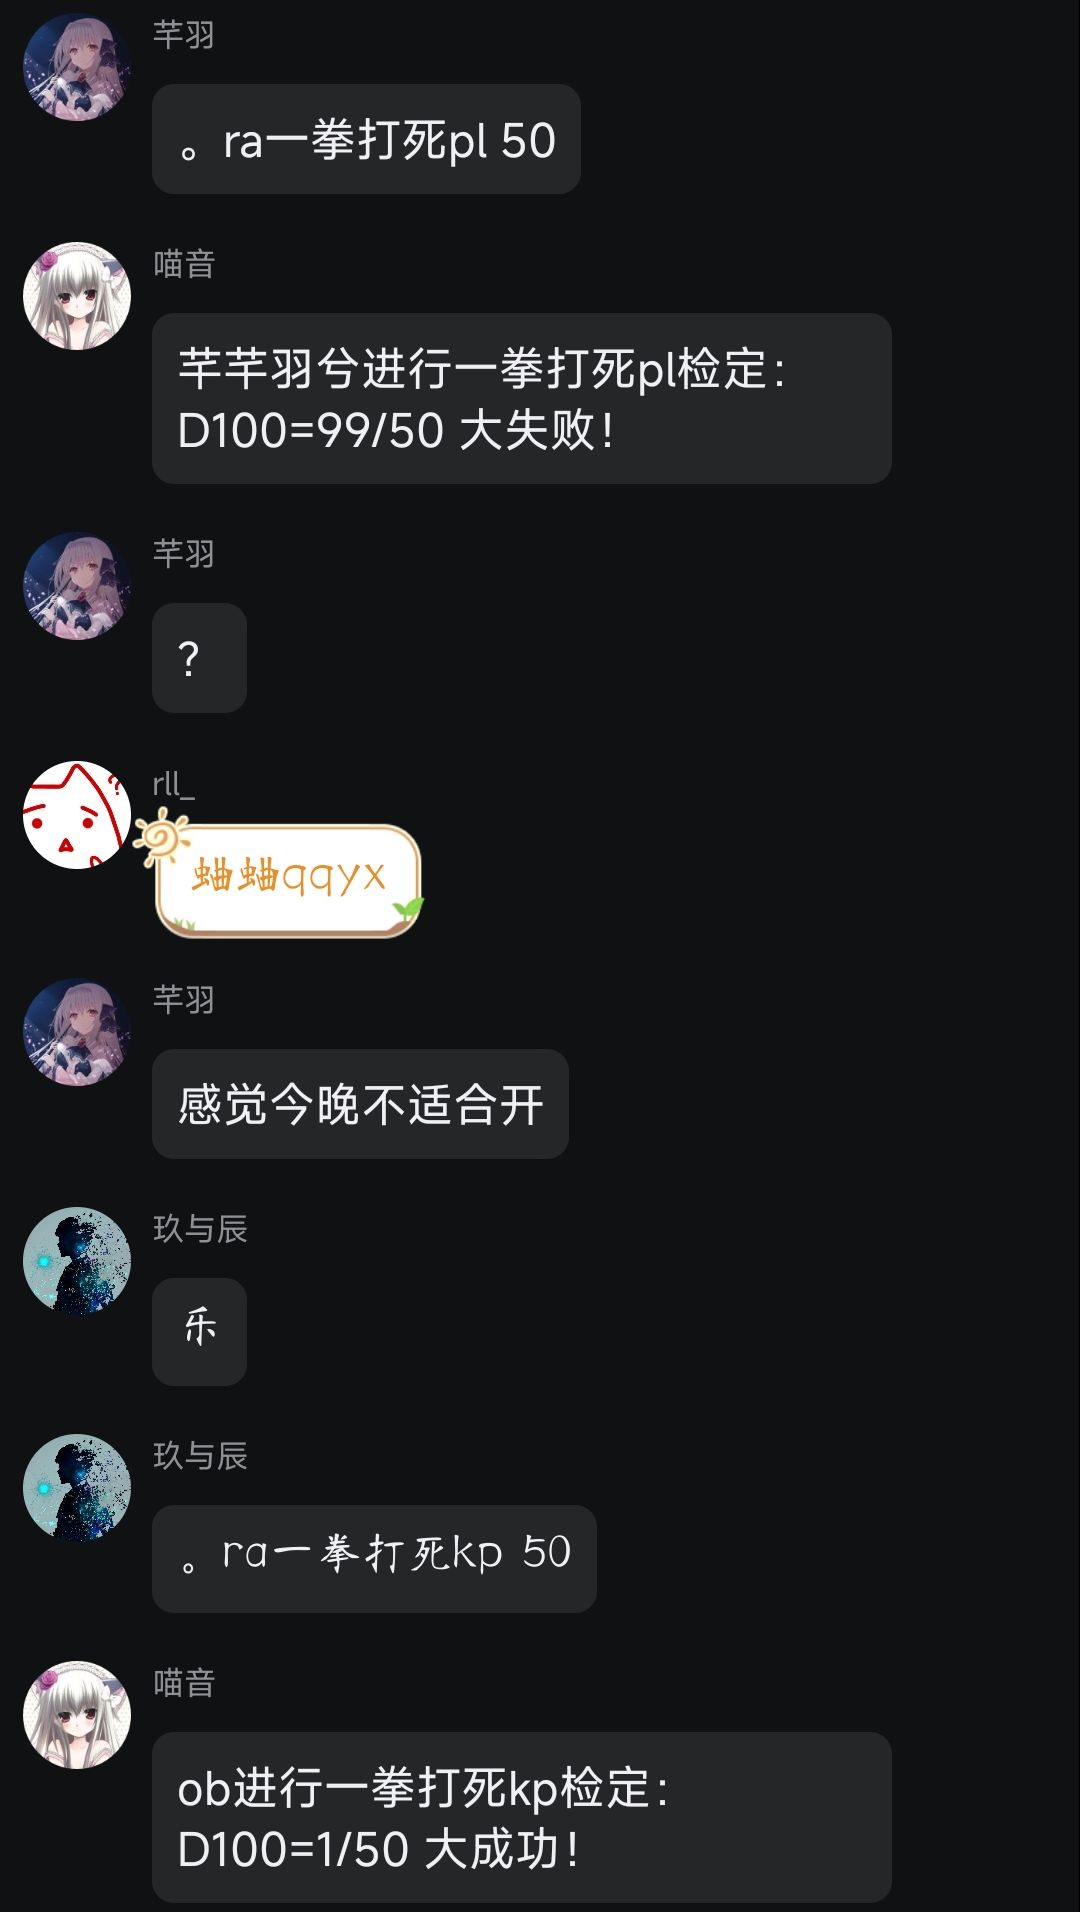 芊羽
。ra一拳打死pl 50
喵音
芊芊羽兮进行一拳打死pl检定：
D100=99/50 大失败！
芊羽
？
rll_
蛐蛐qqyx
芊羽
感觉今晚不适合开
玖与辰
乐
玖与辰
。ra一拳打死kp 50
喵音
ob进行一拳打死kp检定：
D100=1/50 大成功！